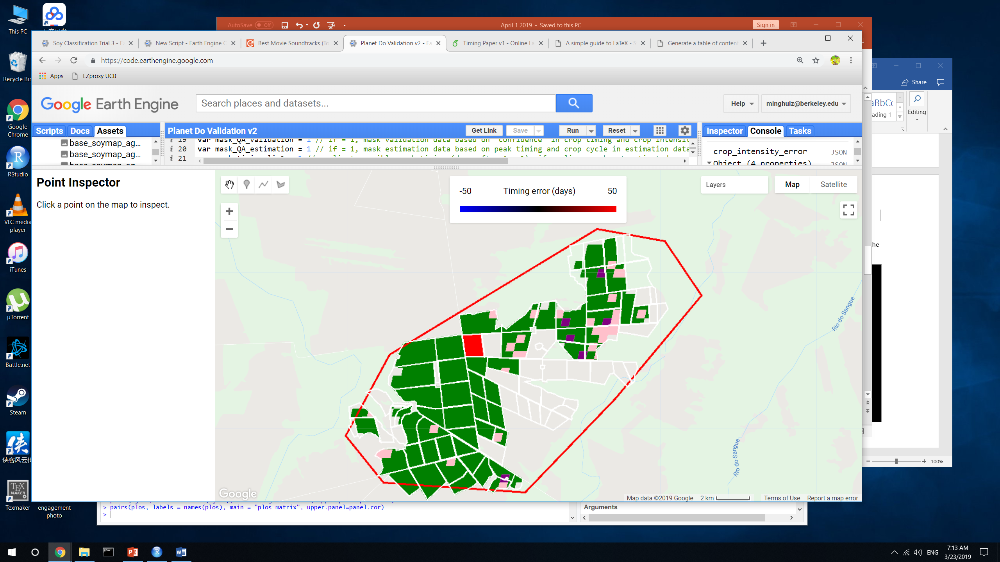 This PC
Recycle Bin
Google
Chrome
RStudio
VLC media
player
iTunes
µTorrent
Battle.net
Steam
侠客风云传
TEX
MAKER
Texmaker
engagement
photo
AutoSave Off
April 1 2019 - Saved to this PC
Sign in
Soy Classification Trial 3 - Ea
New Script - Earth Engine C
Best Movie Soundtracks (To
Planet Do Validation v2 - Ea
Timing Paper v1 - Online La
A simple guide to LaTeX - S
Generate a table of content
https://code.earthengine.google.com
Apps
EZproxy UCB
Google Earth Engine
Search places and datasets...
Help
minghuiz@berkeley.edu
Scripts Docs Assets
base_soymap_ag...
base_soymap_ag...
Planet Do Validation v2
Get Link
Save
Run
Reset
19 var mask_QA_validation = 1 // if = 1, mask validation data based on 'confidence' in crop timing and crop intensi
20 var mask_QA_estimation = 1 // if = 1, mask estimation data based on peak timing and crop cycle in estimation data
21
Inspector Console Tasks
crop_intensity_error JSON
Object (4 properties) JSON
Point Inspector
Click a point on the map to inspect.
-50 Timing error (days) 50
Layers
Map Satellite
Rio do Sangue
Rio do Sangue
Google
Map data ©2019 Google
2 km
Terms of Use
Report a map error
> pairs(plos, labels = names(plos), main = "plos matrix", upper.panel=panel.cor)
>
Arguments
Share
ading 1
Editing
he
100%
ENG
7:13 AM
3/23/2019